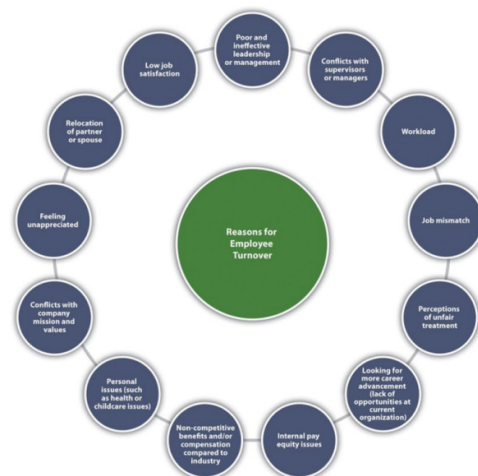 Poor and
ineffective
leadership
or management
Conflicts with
supervisors
or managers
Workload
Job mismatch
Perceptions
of unfair
treatment
Looking for
more career
advancement
(lack of
opportunities at
current
organization)
Internal pay
equity issues
Non-competitive
benefits and/or
compensation
compared to
industry
Personal
issues (such
as health or
childcare issues)
Conflicts with
company
mission and
values
Feeling
unappreciated
Relocation
of partner
or spouse
Low job
satisfaction
Reasons for
Employee
Turnover